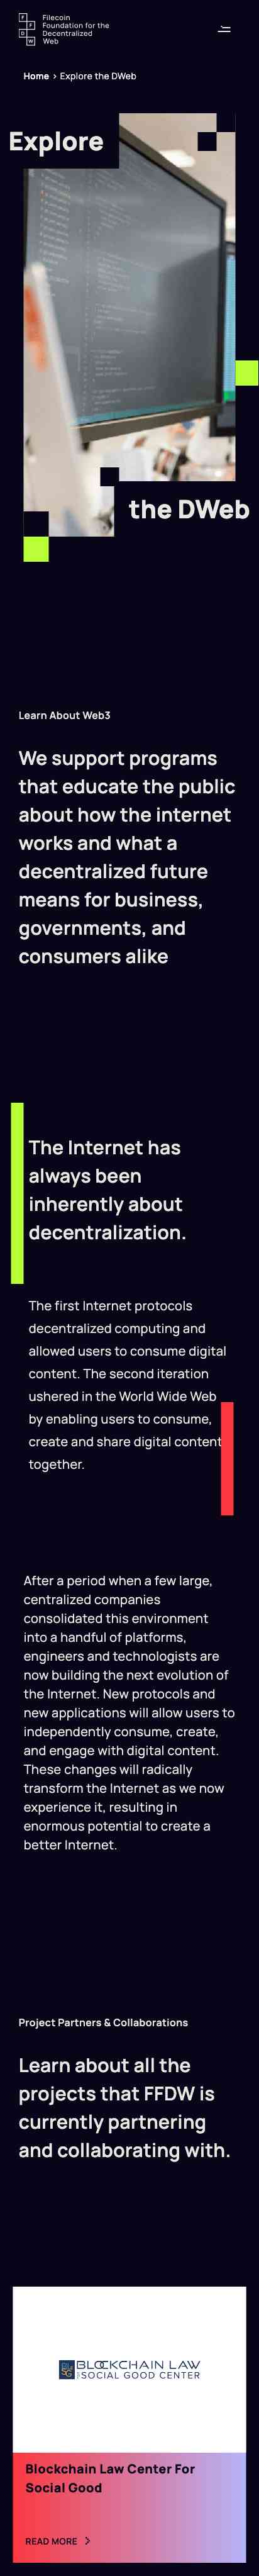 Filecoin
Foundation for the
Decentralized
Web
Home > Explore the DWeb
Explore
the DWeb
Learn About Web3
We support programs
that educate the public
about how the internet
works and what a
decentralized future
means for business,
governments, and
consumers alike
The Internet has
always been
inherently about
decentralization.
The first Internet protocols
decentralized computing and
allowed users to consume digital
content. The second iteration
ushered in the World Wide Web
by enabling users to consume,
create and share digital content
together.
After a period when a few large,
centralized companies
consolidated this environment
into a handful of platforms,
engineers and technologists are
now building the next evolution of
the Internet. New protocols and
new applications will allow users to
independently consume, create,
and engage with digital content.
These changes will radically
transform the Internet as we now
experience it, resulting in
enormous potential to create a
better Internet.
Project Partners & Collaborations
Learn about all the
projects that FFDW is
currently partnering
and collaborating with.
BLOCKCHAIN LAW
SOCIAL GOOD CENTER
Blockchain Law Center For
Social Good
READ MORE >